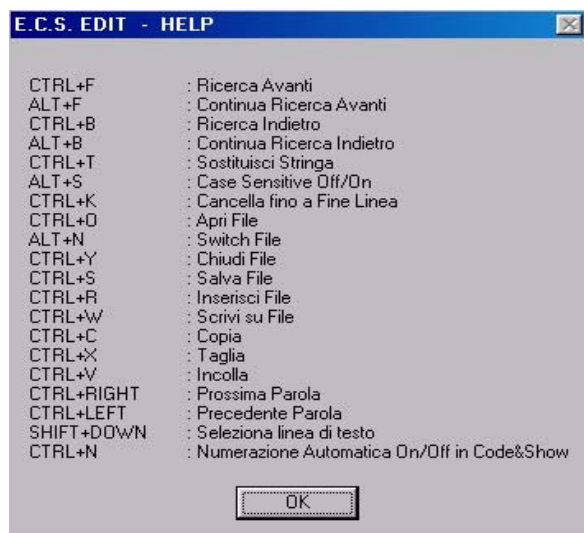 E.C.S. EDIT - HELP
CTRL+F : Ricerca Avanti
ALT+F : Continua Ricerca Avanti
CTRL+B : Ricerca Indietro
ALT+B : Continua Ricerca Indietro
CTRL+T : Sostituisci Stringa
ALT+S : Case Sensitive Off/On
CTRL+K : Cancella fino a Fine Linea
CTRL+O : Apri File
ALT+N : Switch File
CTRL+Y : Chiudi File
CTRL+S : Salva File
CTRL+R : Inserisci File
CTRL+W : Scrivi su File
CTRL+C : Copia
CTRL+X : Taglia
CTRL+V : Incolla
CTRL+RIGHT : Prossima Parola
CTRL+LEFT : Precedente Parola
SHIFT+DOWN : Seleziona linea di testo
CTRL+N : Numerazione Automatica On/Off in Code&Show
OK